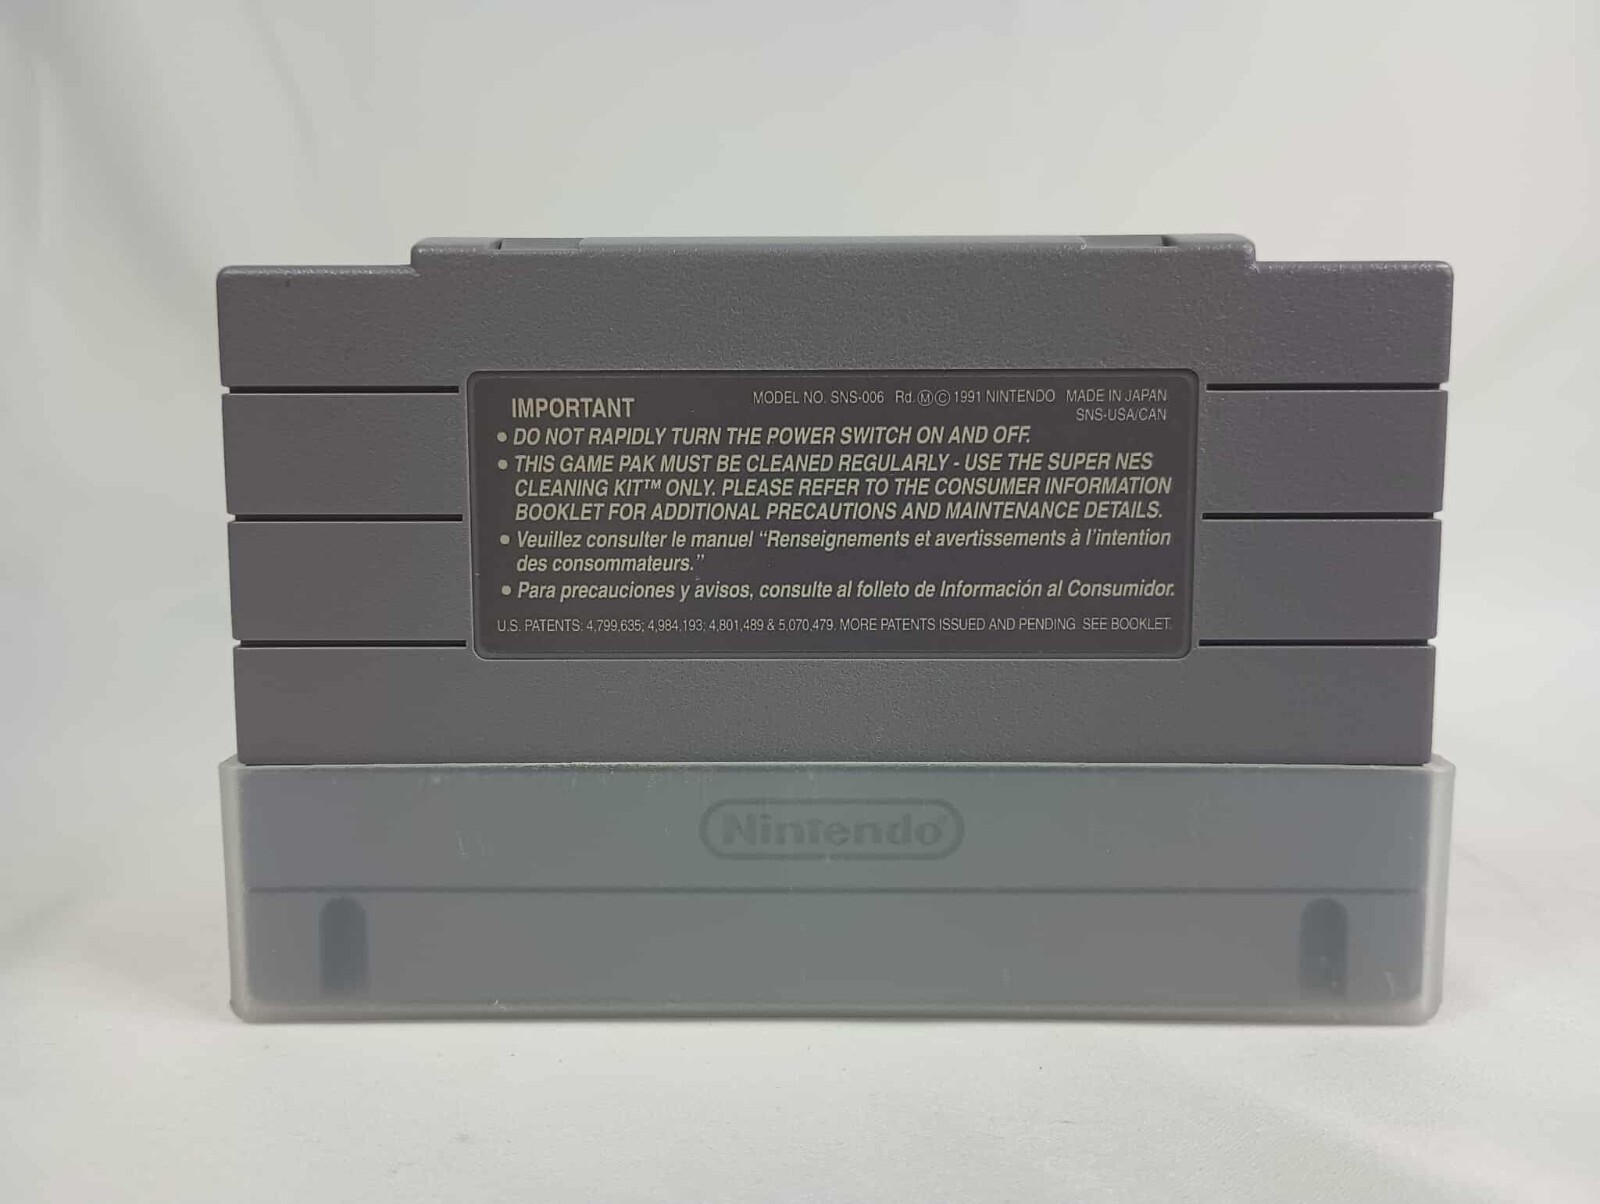 IMPORTANT
MODEL NO. SNS-006 Rd.ⓂⒸ 1991 NINTENDO MADE IN JAPAN
SNS-USA/CAN
• DO NOT RAPIDLY TURN THE POWER SWITCH ON AND OFF.
• THIS GAME PAK MUST BE CLEANED REGULARLY - USE THE SUPER NES
CLEANING KIT™ ONLY. PLEASE REFER TO THE CONSUMER INFORMATION
BOOKLET FOR ADDITIONAL PRECAUTIONS AND MAINTENANCE DETAILS.
• Veuillez consulter le manuel “Renseignements et avertissements à l’intention
des consommateurs.”
• Para precauciones y avisos, consulte al folleto de Información al Consumidor.
U.S. PATENTS: 4,799,635; 4,984,193; 4,801,489 & 5,070,479. MORE PATENTS ISSUED AND PENDING. SEE BOOKLET.
Nintendo®